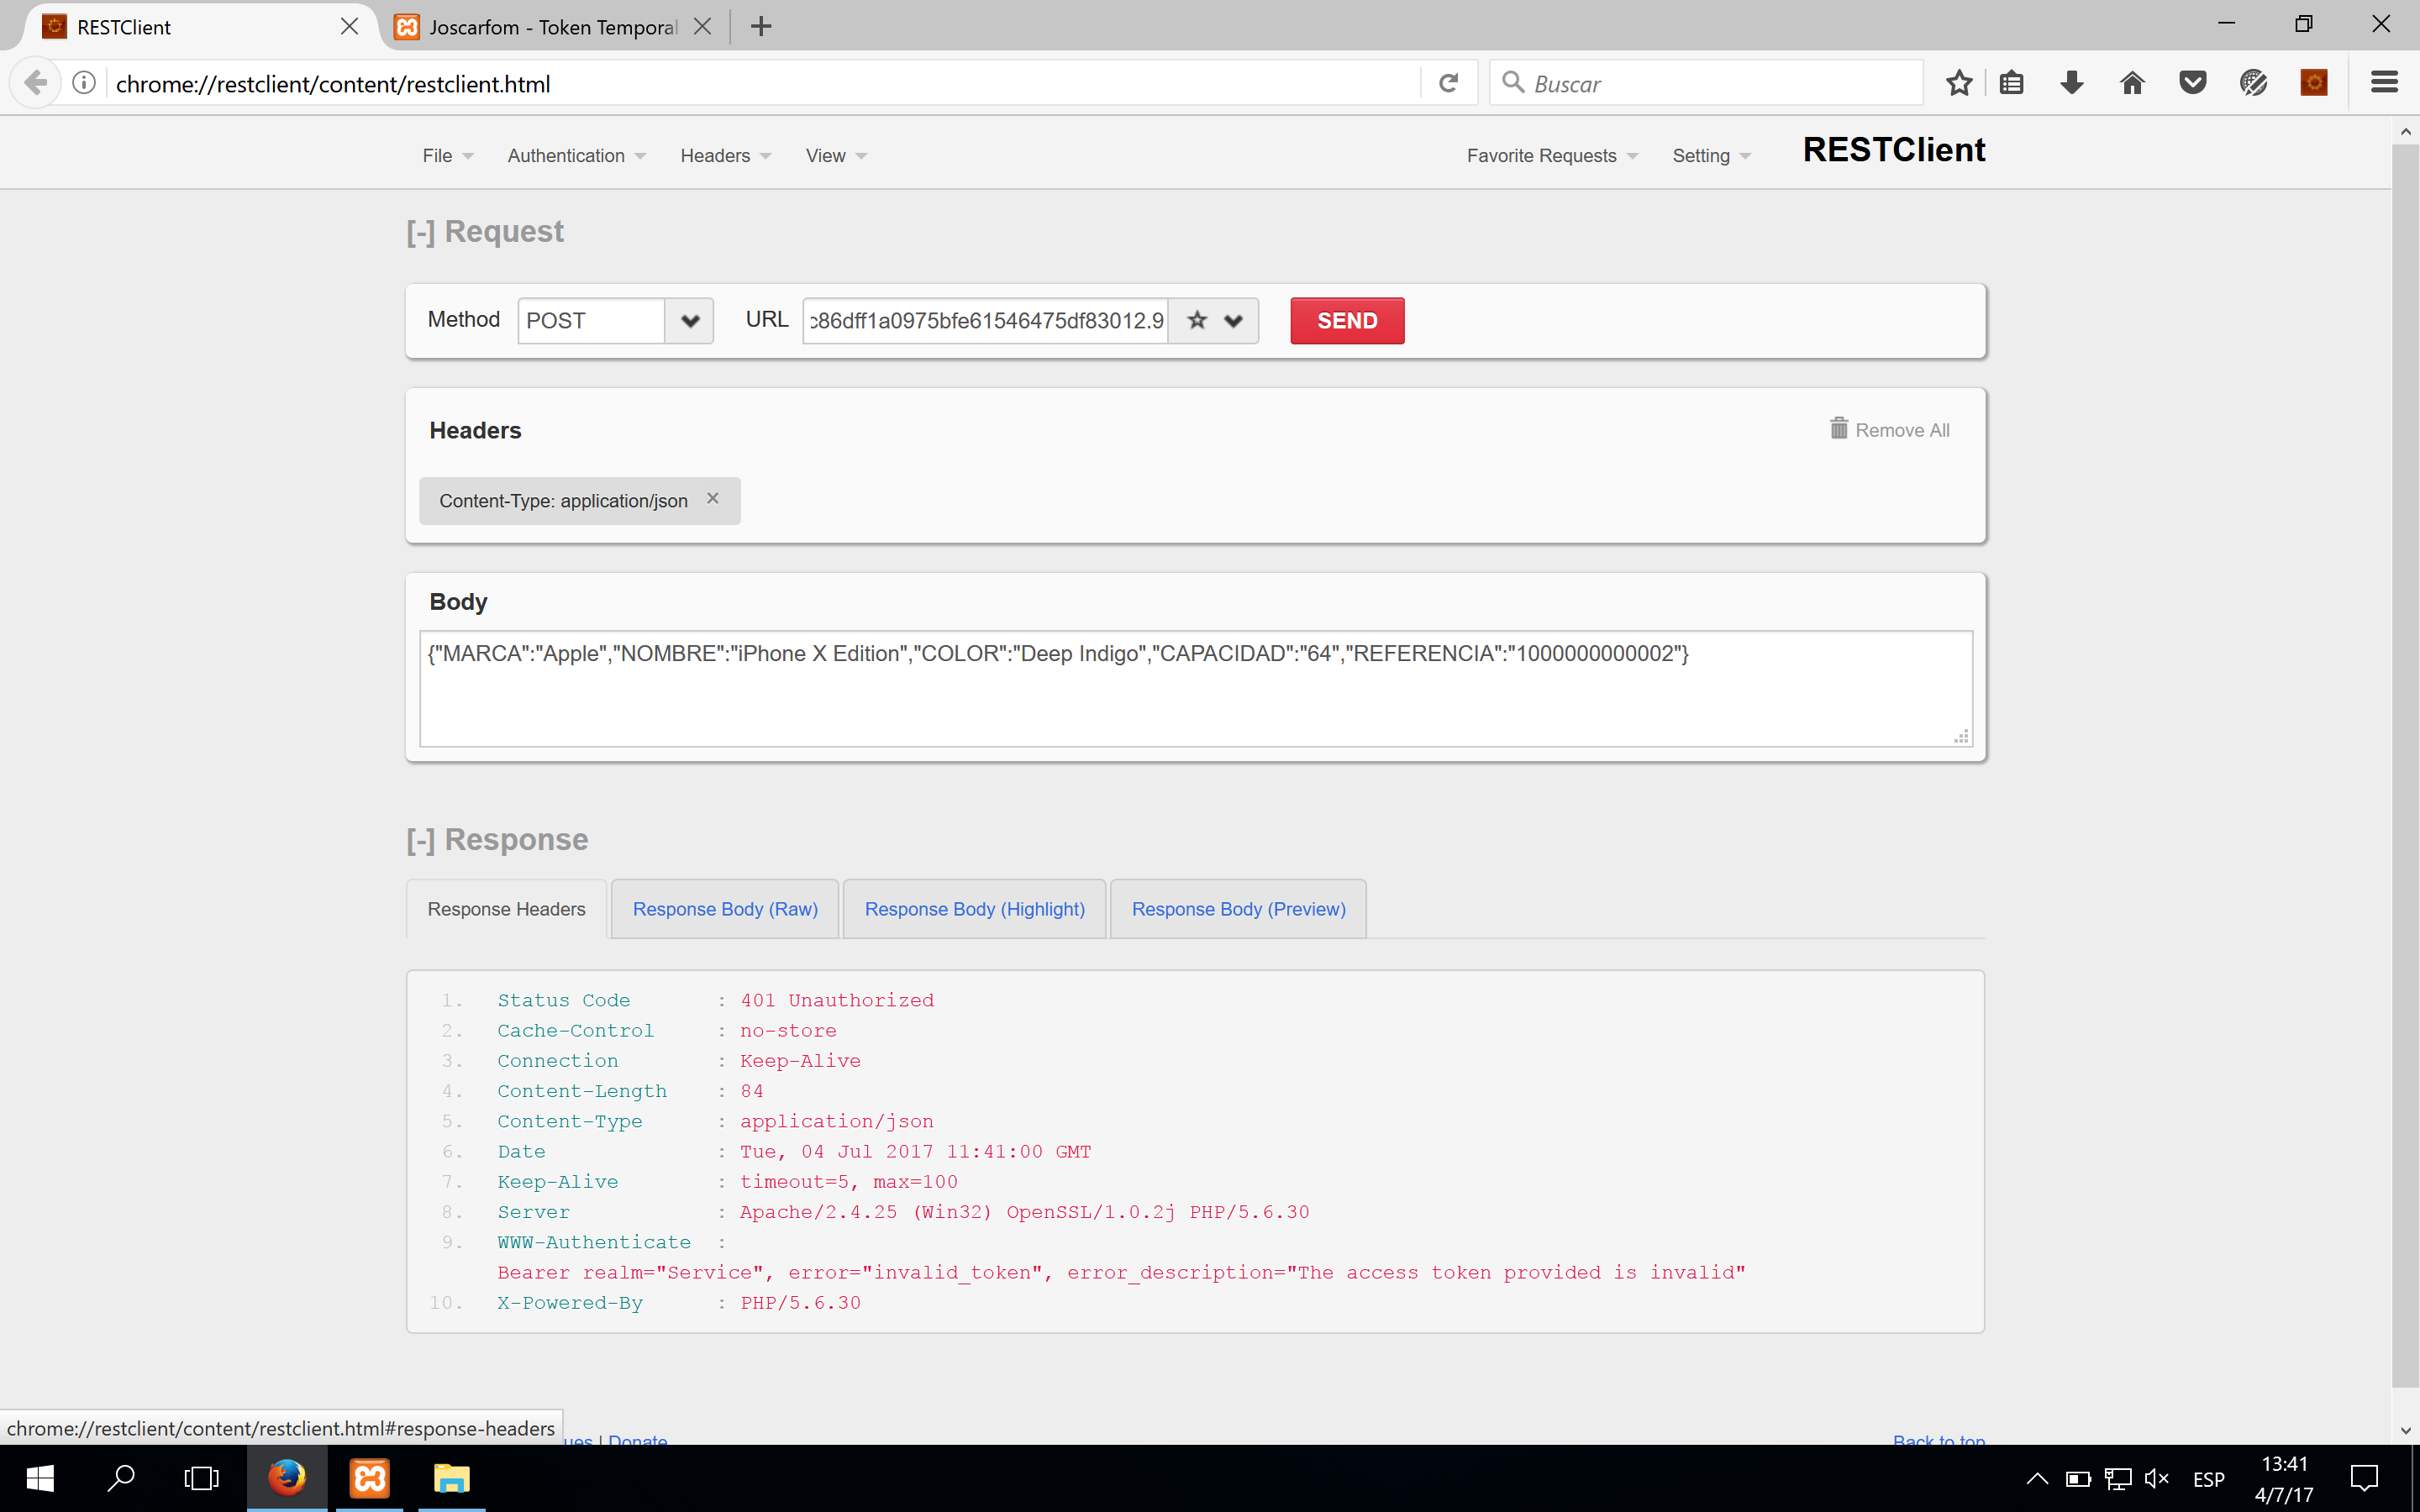 RESTClient
Joscarfom - Token Temporal
chrome://restclient/content/restclient.html
Buscar
File
Authentication
Headers
View
Favorite Requests
Setting
RESTClient
[-] Request
Method
POST
URL
c86dff1a0975bfe61546475df83012.9
SEND
Headers
Remove All
Content-Type: application/json
Body
{"MARCA":"Apple","NOMBRE":"iPhone X Edition","COLOR":"Deep Indigo","CAPACIDAD":"64","REFERENCIA":"1000000000002"}
[-] Response
Response Headers
Response Body (Raw)
Response Body (Highlight)
Response Body (Preview)
1. Status Code : 401 Unauthorized
2. Cache-Control : no-store
3. Connection : Keep-Alive
4. Content-Length : 84
5. Content-Type : application/json
6. Date : Tue, 04 Jul 2017 11:41:00 GMT
7. Keep-Alive : timeout=5, max=100
8. Server : Apache/2.4.25 (Win32) OpenSSL/1.0.2j PHP/5.6.30
9. WWW-Authenticate :
Bearer realm="Service", error="invalid_token", error_description="The access token provided is invalid"
10. X-Powered-By : PHP/5.6.30
chrome://restclient/content/restclient.html#response-headers
ues | Donate
Back to top
ESP
13:41
4/7/17